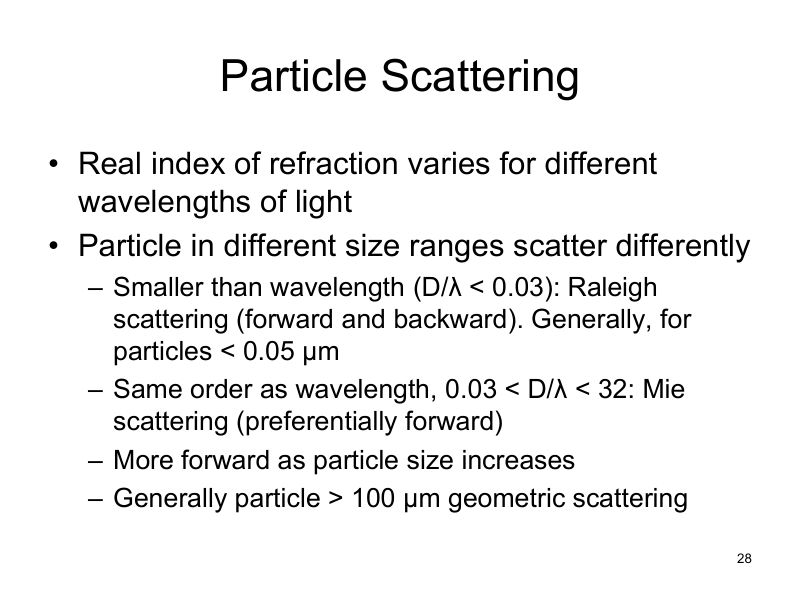 Particle Scattering
• Real index of refraction varies for different
wavelengths of light
• Particle in different size ranges scatter differently
– Smaller than wavelength (D/λ < 0.03): Raleigh
scattering (forward and backward). Generally, for
particles < 0.05 μm
– Same order as wavelength, 0.03 < D/λ < 32: Mie
scattering (preferentially forward)
– More forward as particle size increases
– Generally particle > 100 μm geometric scattering
28